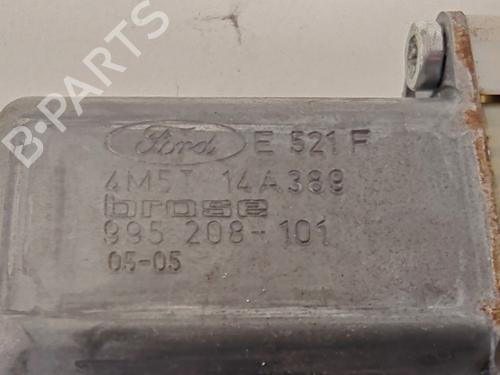 B-PARTS
Ford E 521 F
4M5T 14A389
brose
995 208-101
05-05